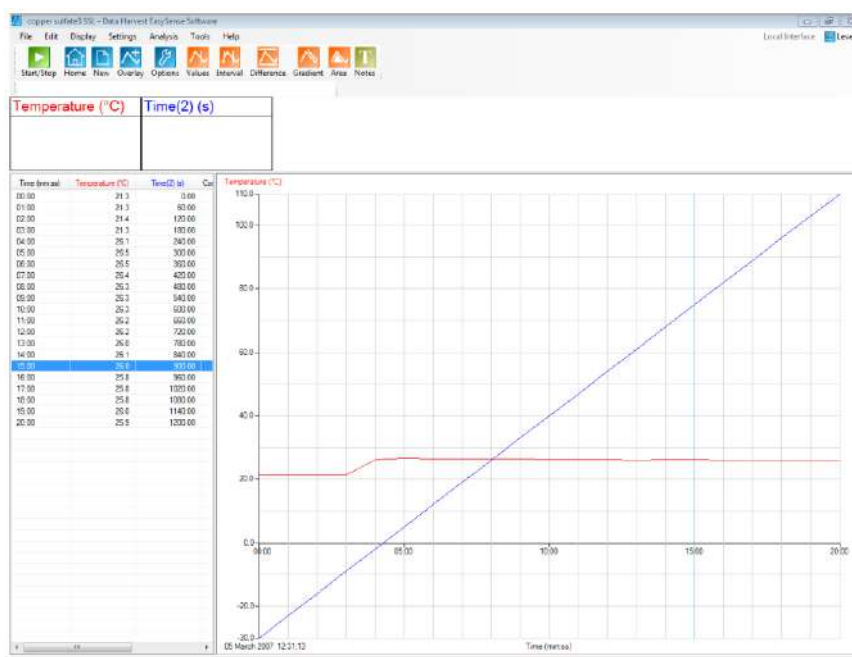 copper sulfate3 SSL - Data Harvest EasySense Software
File Edit Display Settings Analysis Tools Help
Local Interface Leve
Start/Stop Home New Overlay Options Values Interval Difference Gradient Area Notes
Temperature (°C) Time(2) (s)
Time (mm:ss) Temperature (°C) Time(2) (s) Co
00:00 21.3 0.00
01:00 21.3 60.00
02:00 21.4 120.00
03:00 21.3 180.00
04:00 26.1 240.00
05:00 26.5 300.00
06:00 26.5 360.00
07:00 26.4 420.00
08:00 26.3 480.00
09:00 26.3 540.00
10:00 26.3 600.00
11:00 26.2 660.00
12:00 26.2 720.00
13:00 26.0 780.00
14:00 26.1 840.00
15:00 26.0 900.00
16:00 25.8 960.00
17:00 25.8 1020.00
18:00 25.8 1080.00
19:00 26.0 1140.00
20:00 25.9 1200.00
Temperature (°C)
110.0
100.0
80.0
60.0
40.0
20.0
0.0
00:00 05:00 10:00 15:00 20:00
-20.0
-30.0
05 March 2007 12:31:13 Time (mm:ss)